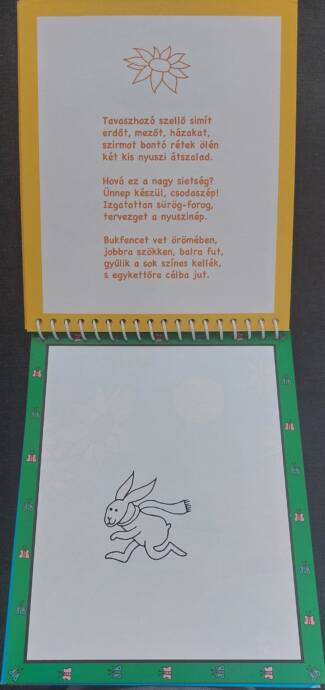 Tavaszhozó szellő simít
erdőt, mezőt, házakat,
szirmat bontó rétek ölén
két kis nyuszi átszalad.
Hová ez a nagy sietség?
Ünnep készül, csodaszép!
Izgatottan sürög-forog,
tervezget a nyuszinép.
Bukfencet vet örömében,
jobbra szökken, balra fut,
gyűlik a sok színes kellék,
s egykettőre célba jut.